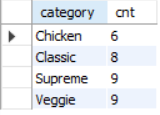 category cnt
Chicken 6
Classic 8
Supreme 9
Veggie 9